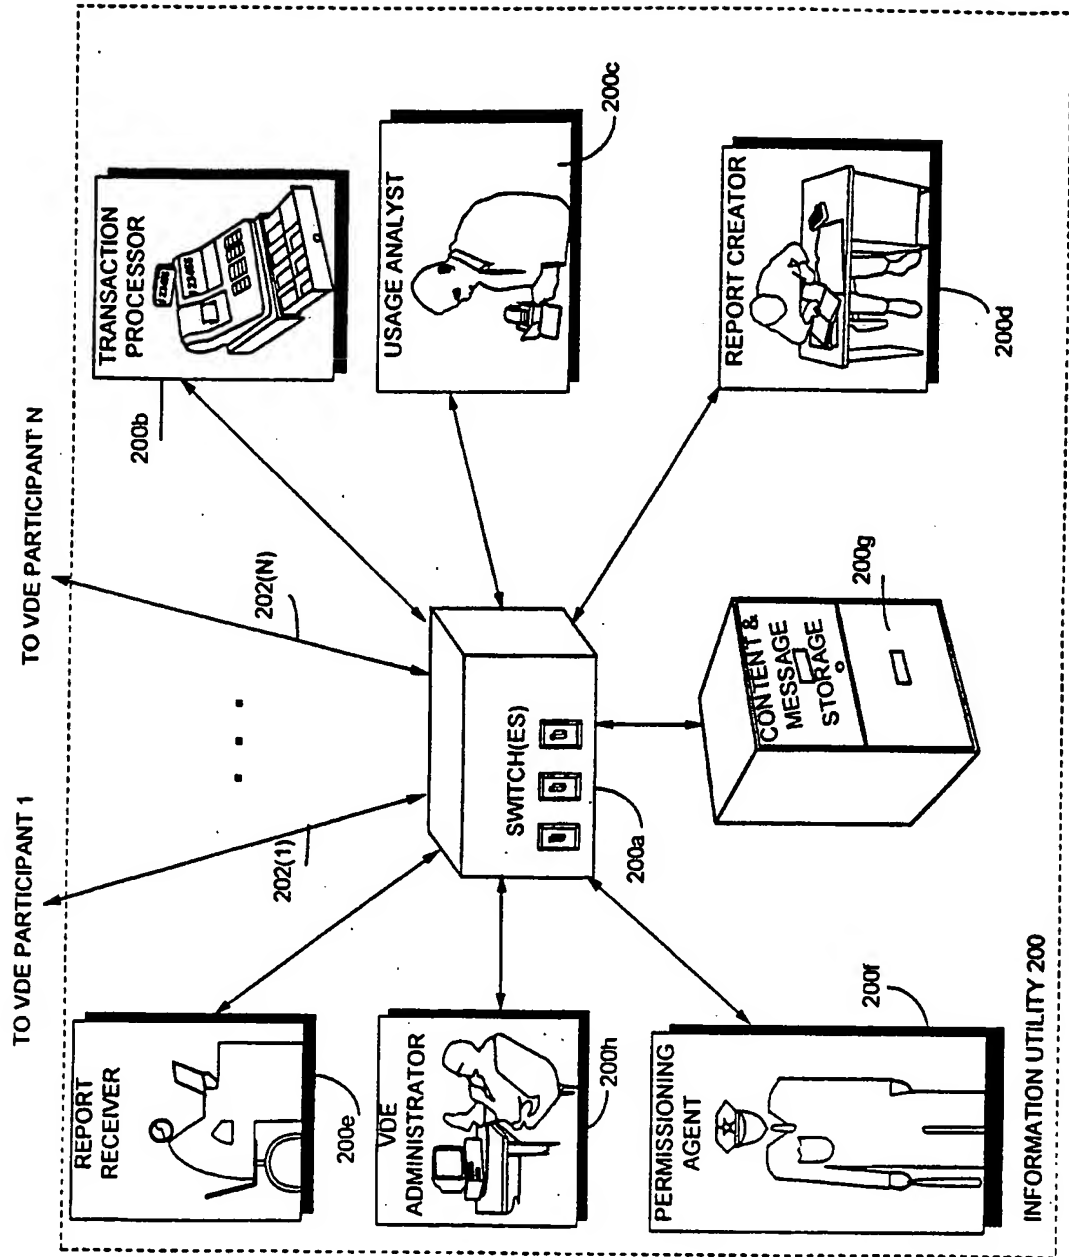 TO VDE PARTICIPANT 1
TO VDE PARTICIPANT N
202(1)
202(N)
REPORT
RECEIVER
200e
TRANSACTION
PROCESSOR
200b
VDE
ADMINISTRATOR
200h
SWITCH(ES)
200a
USAGE ANALYST
200c
PERMISSIONING
AGENT
200f
CONTENT &
MESSAGE
STORAGE
200g
REPORT CREATOR
200d
INFORMATION UTILITY 200